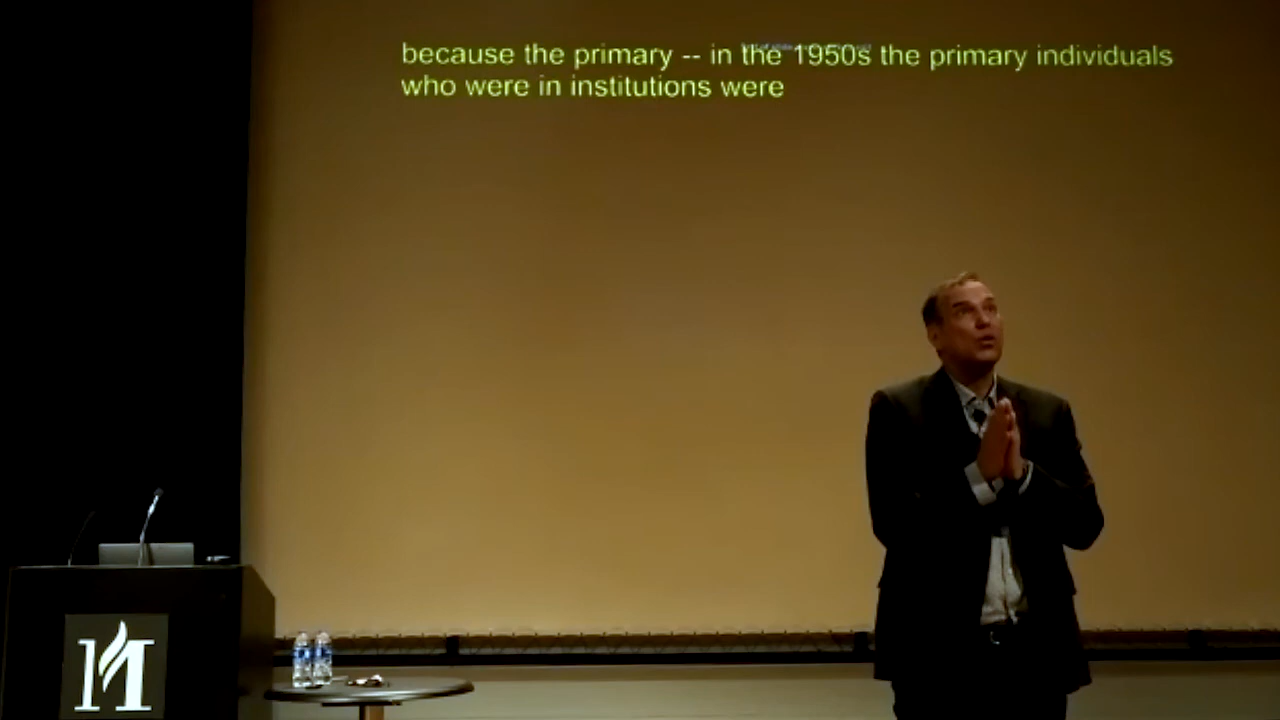 because the primary -- in the 1950s the primary individuals
who were in institutions were